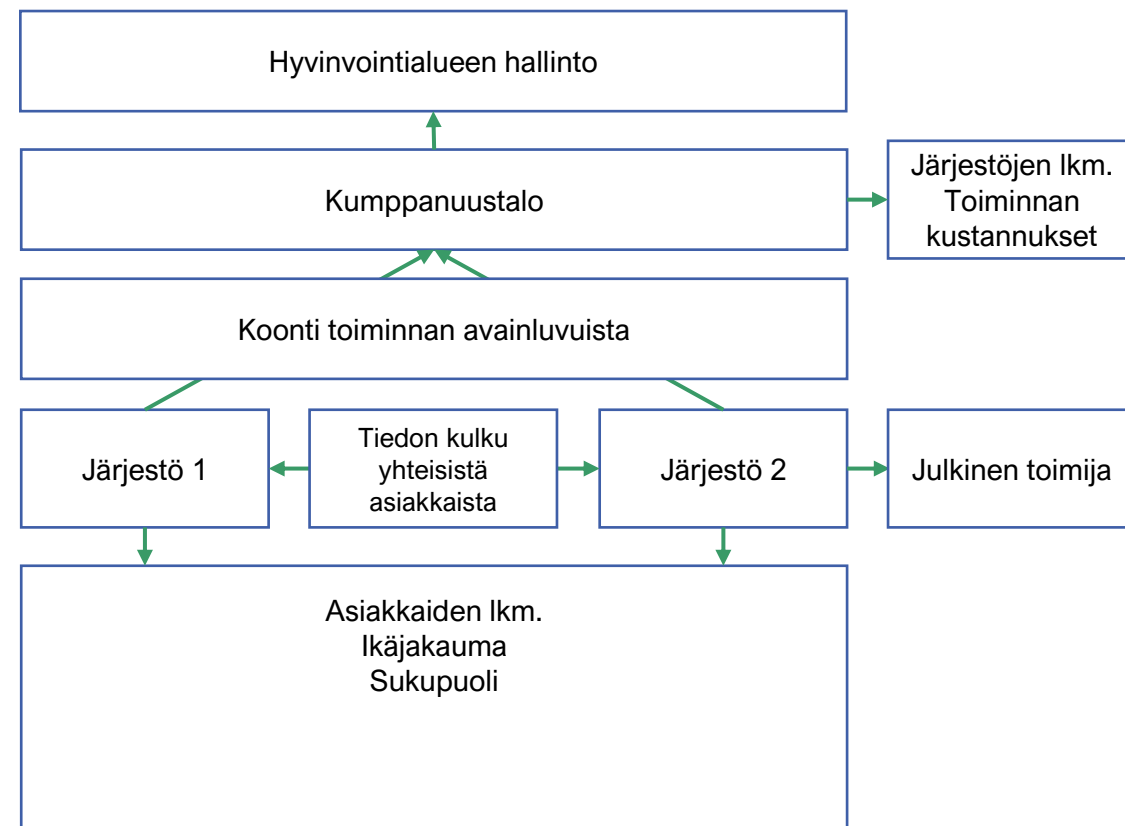 Hyvinvointialueen hallinto
Kumppanuustalo
Järjestöjen lkm.
Toiminnan
kustannukset
Koonti toiminnan avainluvuista
Järjestö 1
Tiedon kulku
yhteisistä
asiakkaista
Järjestö 2
Julkinen toimija
Asiakkaiden lkm.
Ikäjakauma
Sukupuoli